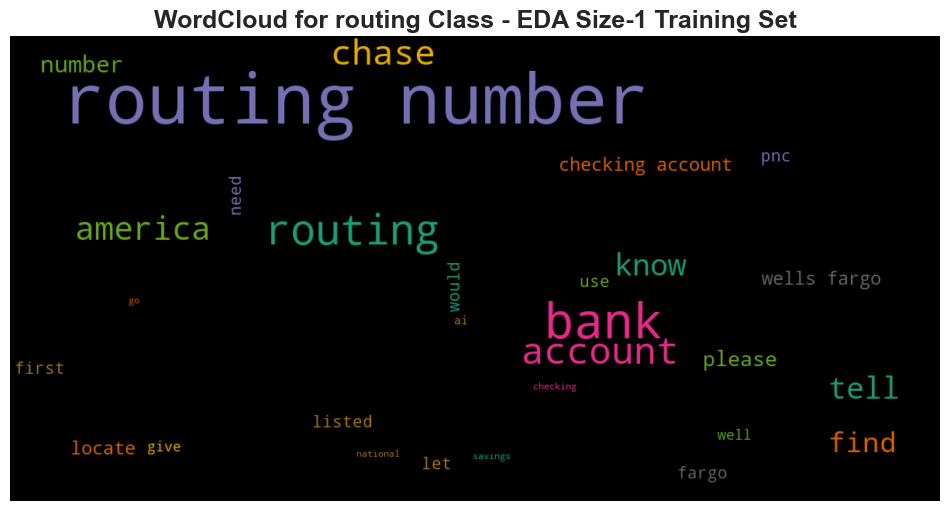 WordCloud for routing Class - EDA Size-1 Training Set
number
chase
routing number
checking account
pnc
need
america
routing
know
would
use
wells fargo
go
ai
bank
account
please
first
checking
tell
listed
well
find
locate
give
national
let
savings
fargo